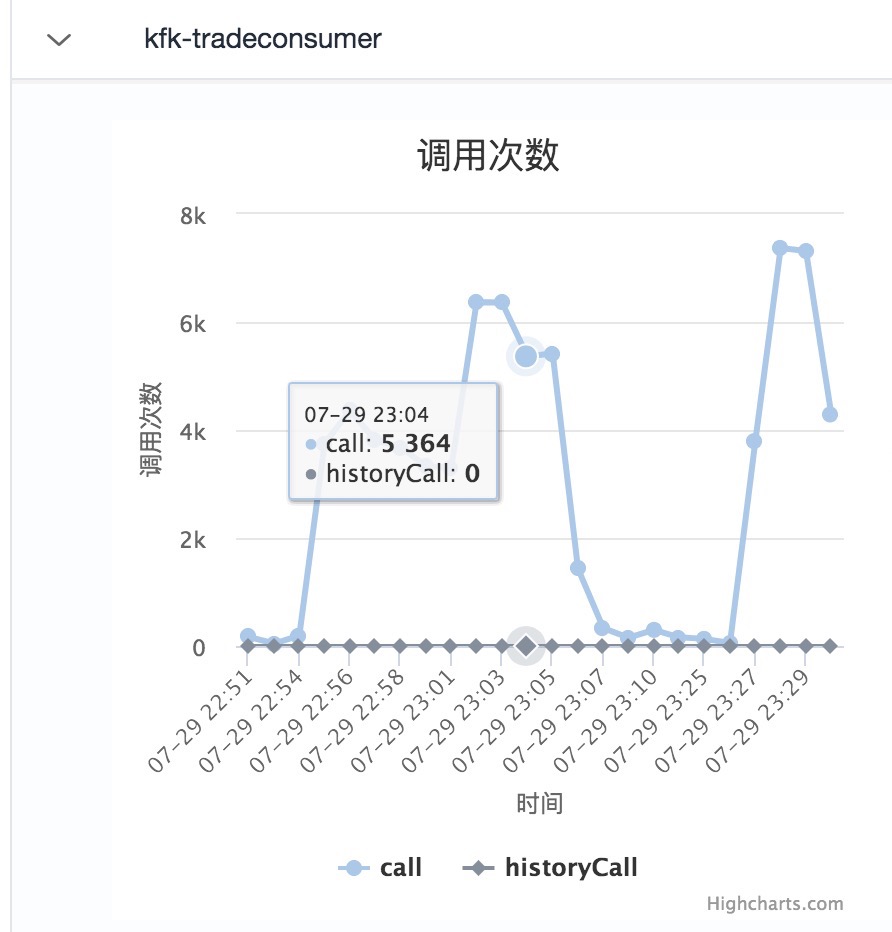 kfk-tradeconsumer
调用次数
8k
6k
4k
2k
0
调用次数
07-29 23:04
call: 5 364
historyCall: 0
07-29 22:51
07-29 22:54
07-29 22:56
07-29 22:58
07-29 23:01
07-29 23:03
07-29 23:05
07-29 23:07
07-29 23:10
07-29 23:25
07-29 23:27
07-29 23:29
时间
call
historyCall
Highcharts.com